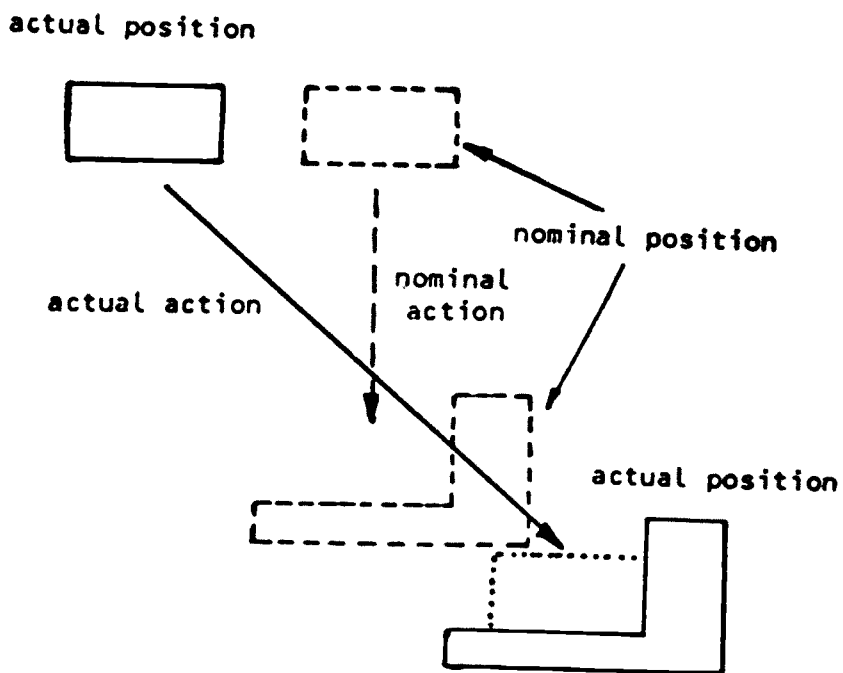 actual position
nominal position
actual action
nominal
action
actual position